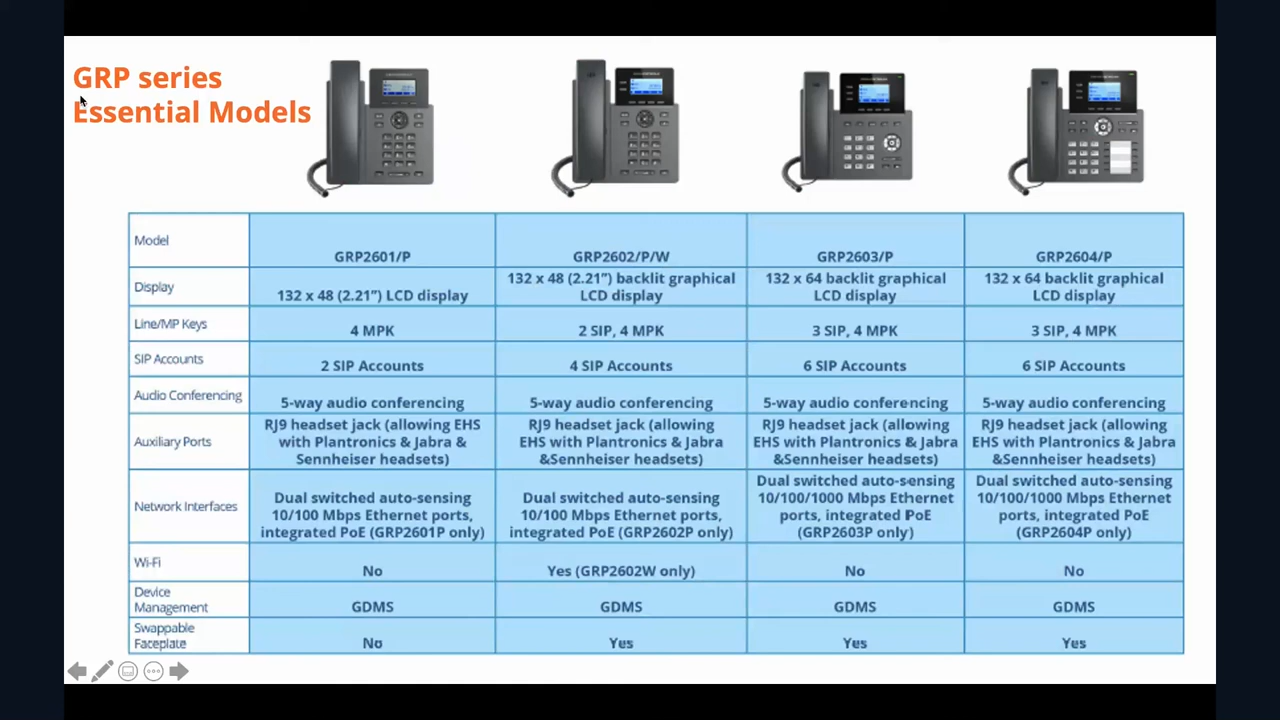 GRP series
Essential Models
Model
GRP2601/P
GRP2602/P/W
GRP2603/P
GRP2604/P
Display
132 x 48 (2.21”) LCD display
132 x 48 (2.21”) backlit graphical
LCD display
132 x 64 backlit graphical
LCD display
132 x 64 backlit graphical
LCD display
Line/MP Keys
4 MPK
2 SIP, 4 MPK
3 SIP, 4 MPK
3 SIP, 4 MPK
SIP Accounts
2 SIP Accounts
4 SIP Accounts
6 SIP Accounts
6 SIP Accounts
Audio Conferencing
5-way audio conferencing
5-way audio conferencing
5-way audio conferencing
5-way audio conferencing
Auxiliary Ports
RJ9 headset jack (allowing EHS
with Plantronics & Jabra &
Sennheiser headsets)
RJ9 headset jack (allowing
EHS with Plantronics & Jabra
&Sennheiser headsets)
RJ9 headset jack (allowing
EHS with Plantronics & Jabra
&Sennheiser headsets)
RJ9 headset jack (allowing
EHS with Plantronics & Jabra
&Sennheiser headsets)
Network Interfaces
Dual switched auto-sensing
10/100 Mbps Ethernet ports,
integrated PoE (GRP2601P only)
Dual switched auto-sensing
10/100 Mbps Ethernet ports,
integrated PoE (GRP2602P only)
Dual switched auto-sensing
10/100/1000 Mbps Ethernet
ports, integrated PoE
(GRP2603P only)
Dual switched auto-sensing
10/100/1000 Mbps Ethernet
ports, integrated PoE
(GRP2604P only)
Wi-Fi
No
Yes (GRP2602W only)
No
No
Device
Management
GDMS
GDMS
GDMS
GDMS
Swappable
Faceplate
No
Yes
Yes
Yes